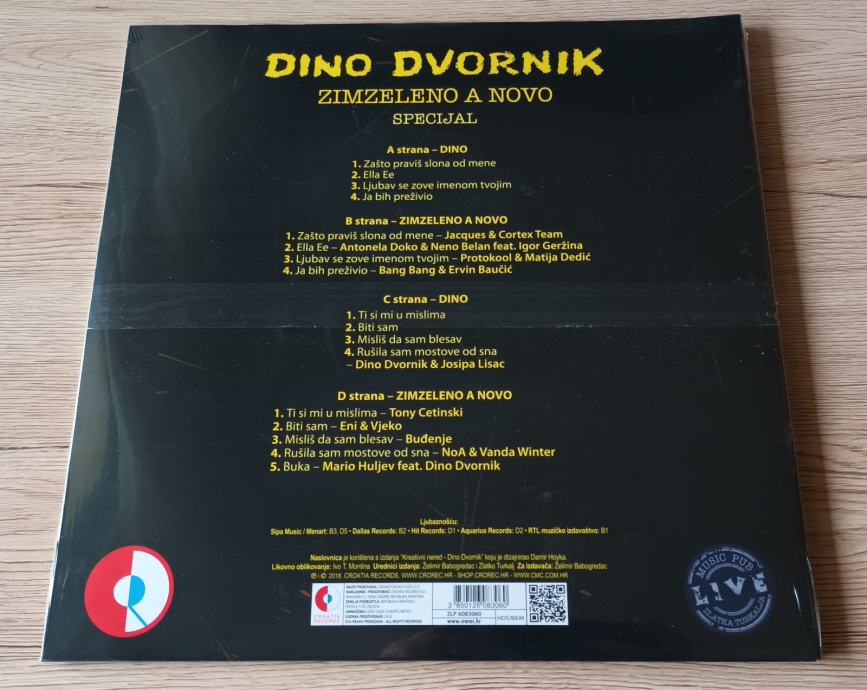 DINO DVORNIK
ZIMZELENO A NOVO
SPECIJAL
A strana – DINO
1. Zašto praviš slona od mene
2. Ella Ee
3. Ljubav se zove imenom tvojim
4. Ja bih preživio
B strana – ZIMZELENO A NOVO
1. Zašto praviš slona od mene – Jacques & Cortex Team
2. Ella Ee – Antonela Doko & Neno Belan feat. Igor Geržina
3. Ljubav se zove imenom tvojim – Protokool & Matija Dedić
4. Ja bih preživio – Bang Bang & Ervin Baučić
C strana – DINO
1. Ti si mi u mislima
2. Biti sam
3. Misliš da sam blesav
4. Rušila sam mostove od sna
– Dino Dvornik & Josipa Lisac
D strana – ZIMZELENO A NOVO
1. Ti si mi u mislima – Tony Cetinski
2. Biti sam – Eni & Vjeko
3. Misliš da sam blesav – Buđenje
4. Rušila sam mostove od sna – NoA & Vanda Winter
5. Buka – Mario Huljev feat. Dino Dvornik
Ljubaznošću:
Sipa Music / Menart: B3, D5 • Dallas Records: B2 • Hit Records: D1 • Aquarius Records: D2 • RTL muzičko izdavaštvo: B1
Naslovnica je korištena s izdanja "Kreativni nered - Dino Dvornik" koju je dizajnirao Damir Hoyka.
Likovno oblikovanje: Ivo T. Montina Urednici izdanja: Želimir Babogredac i Zlatko Turkalj Za izdavača: Želimir Babogredac
℗ i © 2018. CROATIA RECORDS. WWW.CROREC.HR - SHOP.CROREC.HR - WWW.CMC.COM.HR
CROATIA RECORDS
3 850126 083060
2LP 6083060
www.crorec.hr
HDS/BIEM
MUSIC PUB
LIVE
ZLATKA TURKALJA